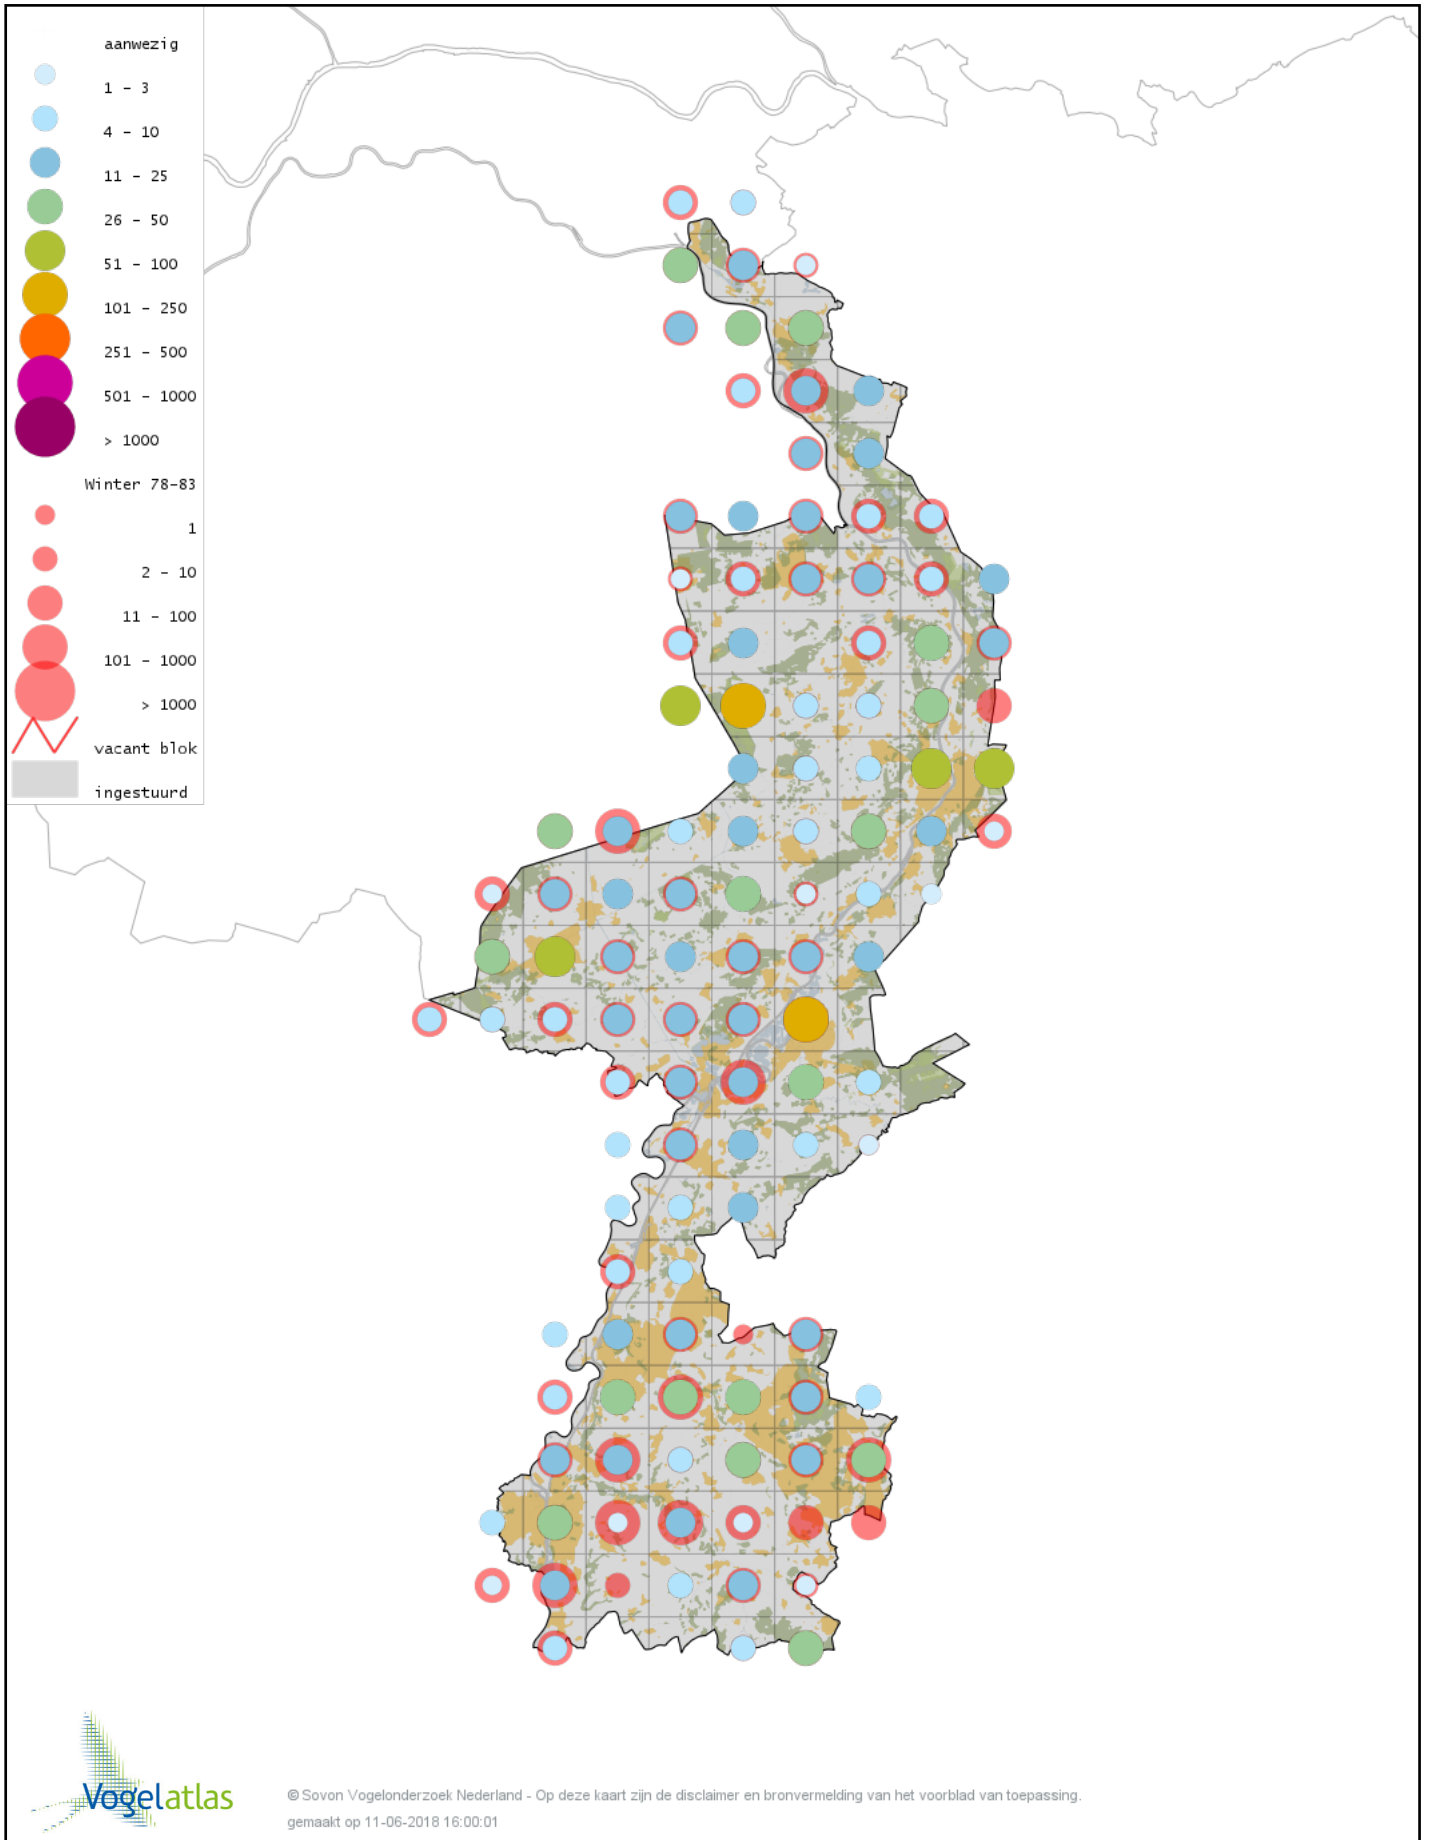 aanwezig
1 - 3
4 - 10
11 - 25
26 - 50
51 - 100
101 - 250
251 - 500
501 - 1000
> 1000
Winter 78-83
1
2 - 10
11 - 100
101 - 1000
> 1000
vacant blok
ingestuurd
Vogelatlas
© Sovon Vogelonderzoek Nederland - Op deze kaart zijn de disclaimer en bronvermelding van het voorblad van toepassing.
gemaakt op 11-06-2018 16:00:01